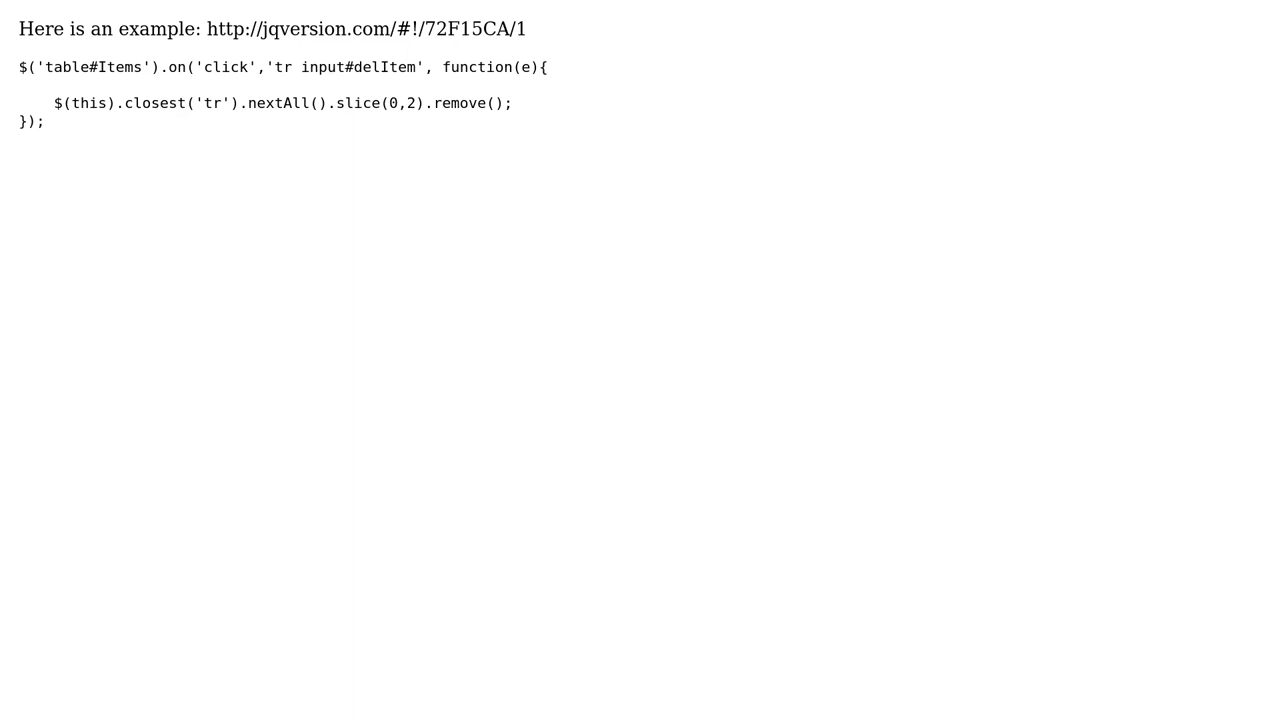 Here is an example: http://jqversion.com/#!/72F15CA/1
$('table#Items').on('click','tr input#delItem', function(e){
    $(this).closest('tr').nextAll().slice(0,2).remove();
});